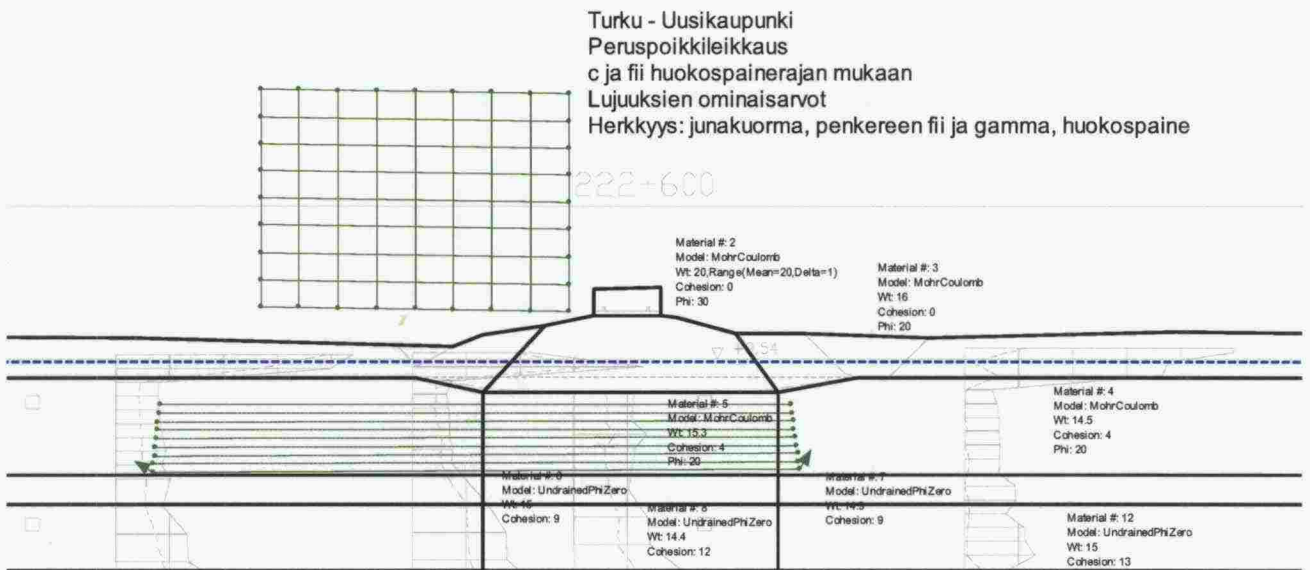 Turku - Uusikaupunki
Peruspoikkileikkaus
c ja fii huokospainerajan mukaan
Lujuuksien ominaisarvot
Herkkyys: junakuorma, penkereen fii ja gamma, huokospaine
222+600
Material #: 2
Model: MohrCoulomb
Wt: 20,Range(Mean=20,Delta=1)
Cohesion: 0
Phi: 30
Material #: 3
Model: MohrCoulomb
Wt: 16
Cohesion: 0
Phi: 20
Material #: 5
Model: MohrCoulomb
Wt: 15.3
Cohesion: 4
Phi: 20
Material #: 4
Model: MohrCoulomb
Wt: 14.5
Cohesion: 4
Phi: 20
Material #:
Model: UndrainedPhiZero
Wt:
Cohesion: 9
Material #: 8
Model: UndrainedPhiZero
Wt: 14.4
Cohesion: 12
Material #: 7
Model: UndrainedPhiZero
Wt:
Cohesion: 9
Material #: 12
Model: UndrainedPhiZero
Wt: 15
Cohesion: 13